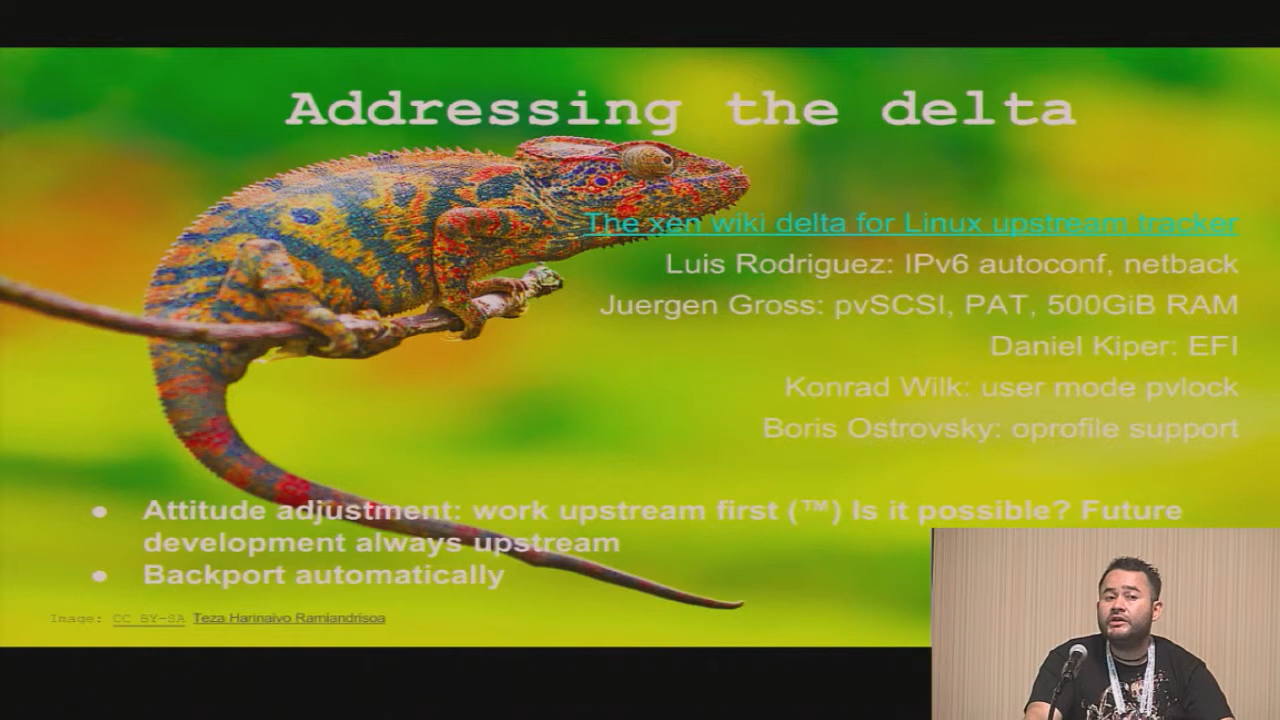 Addressing the delta
The xen wiki delta for Linux upstream tracker
Luis Rodriguez: IPv6 autoconf, netback
Juergen Gross: pvSCSI, PAT, 500GiB RAM
Daniel Kiper: EFI
Konrad Wilk: user mode pvlock
Boris Ostrovsky: oprofile support
● Attitude adjustment: work upstream first (™) Is it possible? Future
development always upstream
● Backport automatically
Image: CC BY-SA Teza Harinaivo Ramiandrisoa